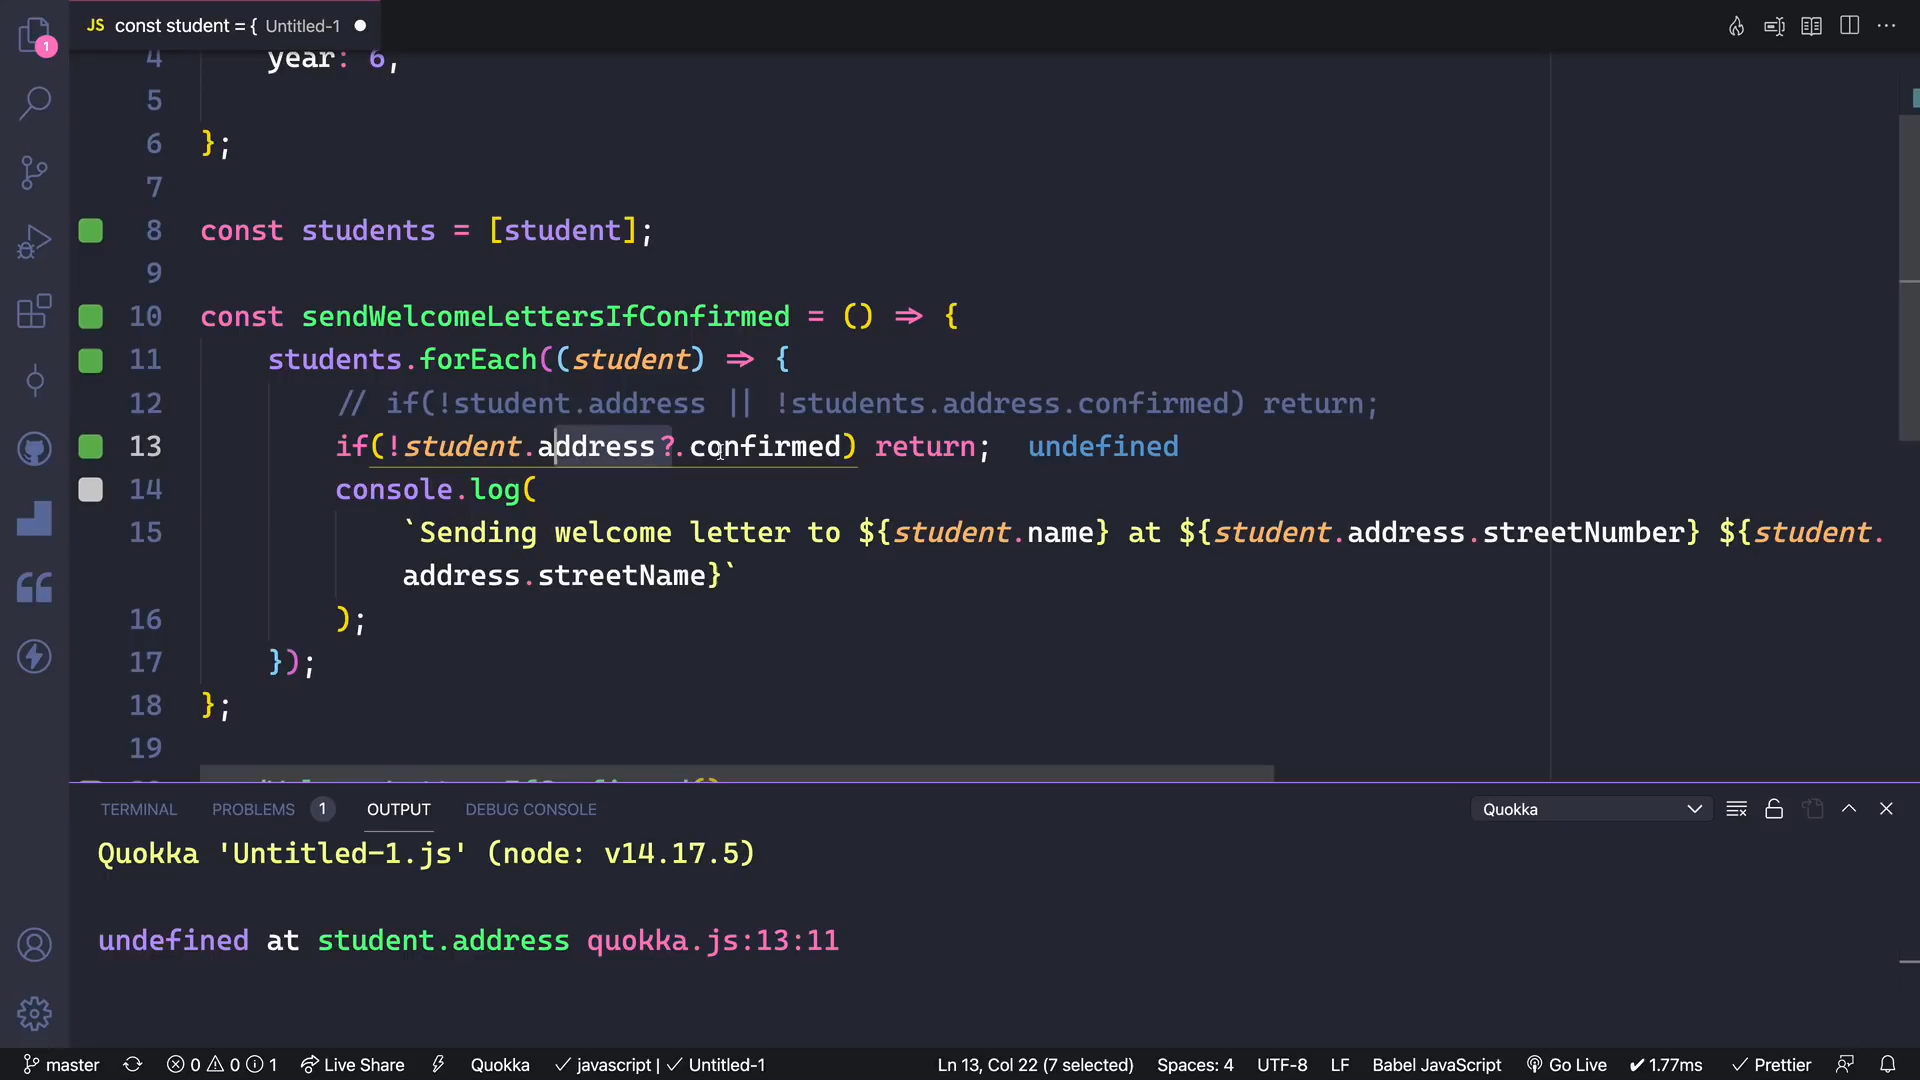 1
JS const student = { Untitled-1
4 year: 6,
5
6 };
7
8 const students = [student];
9
10 const sendWelcomeLettersIfConfirmed = () => {
11 students.forEach((student) => {
12 // if(!student.address || !students.address.confirmed) return;
13 if(!student.address?.confirmed) return; undefined
14 console.log(
15 `Sending welcome letter to ${student.name} at ${student.address.streetNumber} ${student.
address.streetName}`
16 );
17 });
18 };
19
TERMINAL PROBLEMS 1 OUTPUT DEBUG CONSOLE Quokka
Quokka 'Untitled-1.js' (node: v14.17.5)
undefined at student.address quokka.js:13:11
master 0 0 1 Live Share Quokka javascript | Untitled-1 Ln 13, Col 22 (7 selected) Spaces: 4 UTF-8 LF Babel JavaScript Go Live 1.77ms Prettier